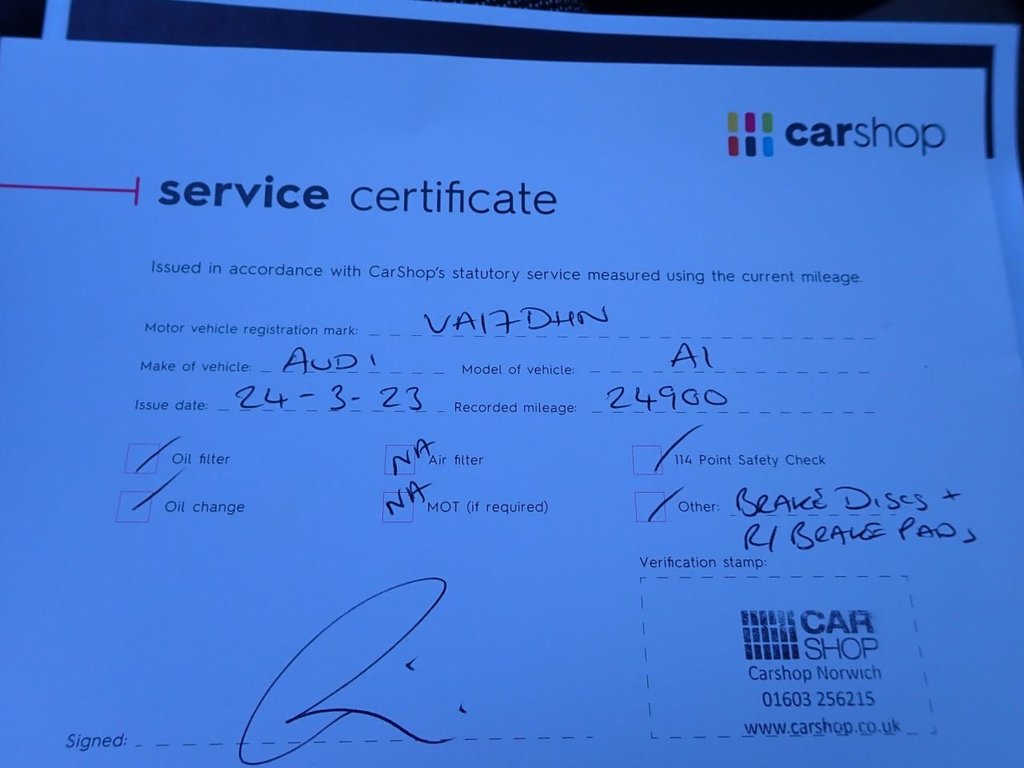 carshop
service certificate
Issued in accordance with CarShop's statutory service measured using the current mileage.
Motor vehicle registration mark: VA17DHN
Make of vehicle: AUDI Model of vehicle: A1
Issue date: 24-3-23 Recorded mileage: 24900
Oil filter NA Air filter 114 Point Safety Check
Oil change NA MOT (if required) Other: BRAKE DISCS +
R/ BRAKE PADS
Verification stamp:
CAR
SHOP
Carshop Norwich
01603 256215
www.carshop.co.uk
Signed: